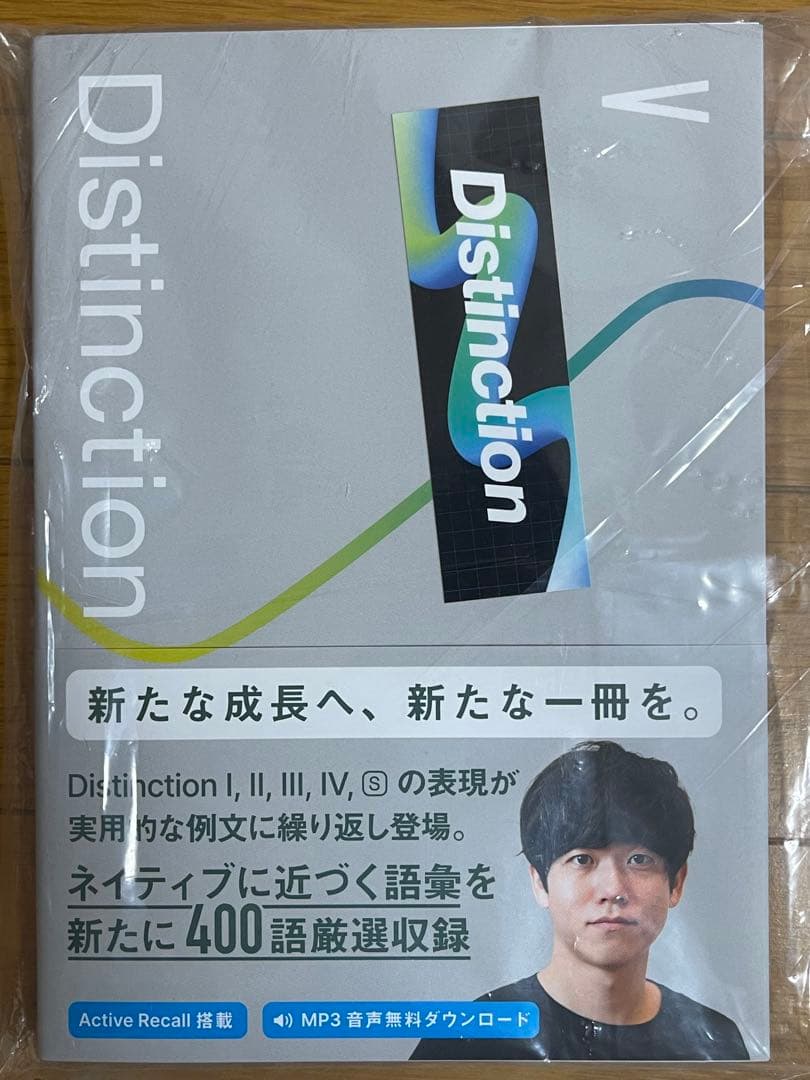 Distinction
V
Distinction
新たな成長へ、新たな一冊を。
Distinction I, II, III, IV, S の表現が
実用的な例文に繰り返し登場。
ネイティブに近づく語彙を
新たに400語厳選収録
Active Recall 搭載
MP3 音声無料ダウンロード